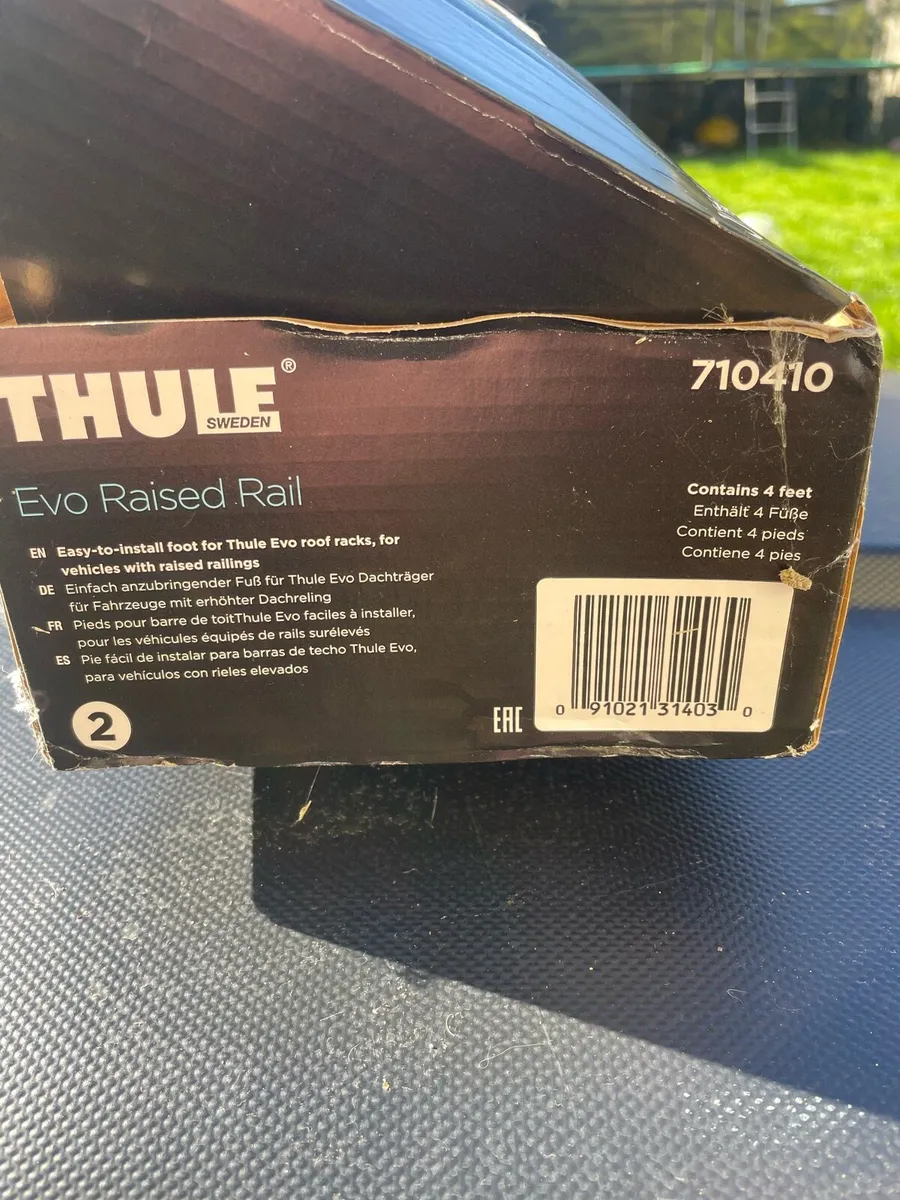 THULE®
SWEDEN
710410
Evo Raised Rail
Contains 4 feet
Enthält 4 Füße
Contient 4 pieds
Contiene 4 pies
EN Easy-to-install foot for Thule Evo roof racks, for
vehicles with raised railings
DE Einfach anzubringender Fuß für Thule Evo Dachträger
für Fahrzeuge mit erhöhter Dachreling
FR Pieds pour barre de toitThule Evo faciles à installer,
pour les véhicules équipés de rails surélevés
ES Pie fácil de instalar para barras de techo Thule Evo,
para vehículos con rieles elevados
2
EAC
0 91021 31403 0